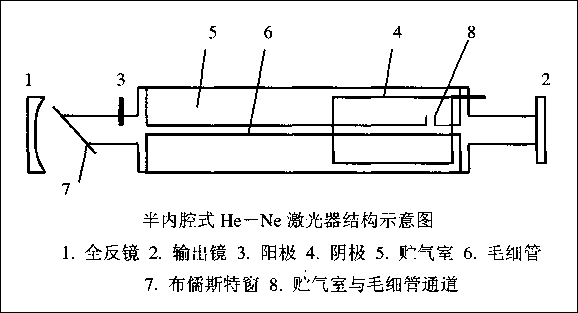 5 6 4 8
1 3 2
7
半内腔式 He－Ne 激光器结构示意图
1. 全反镜 2. 输出镜 3. 阳极 4. 阴极 5. 贮气室 6. 毛细管
7. 布儒斯特窗 8. 贮气室与毛细管通道